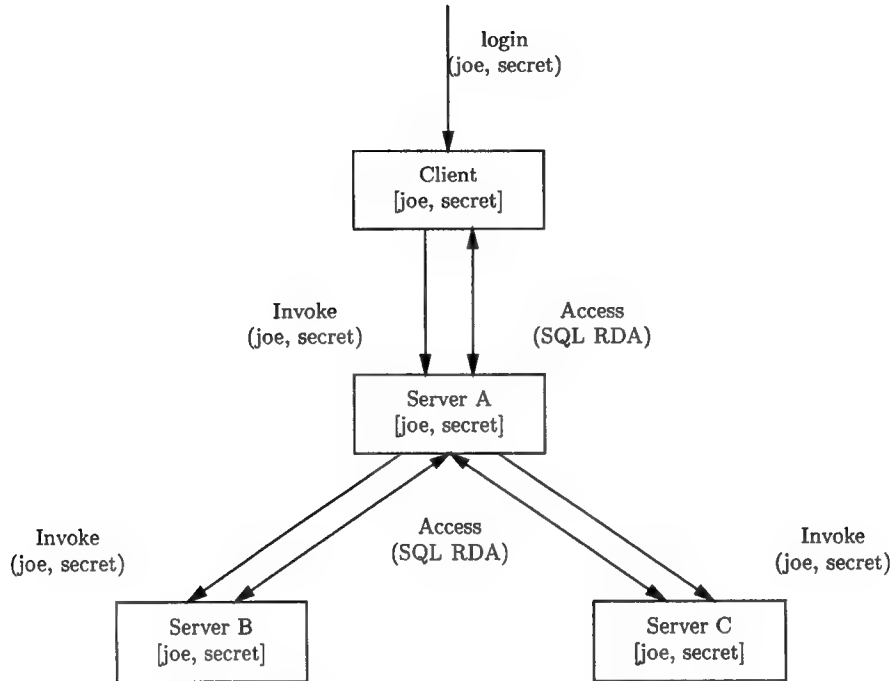 login
(joe, secret)
Client
[joe, secret]
Invoke
(joe, secret)
Access
(SQL RDA)
Server A
[joe, secret]
Invoke
(joe, secret)
Access
(SQL RDA)
Invoke
(joe, secret)
Server B
[joe, secret]
Server C
[joe, secret]